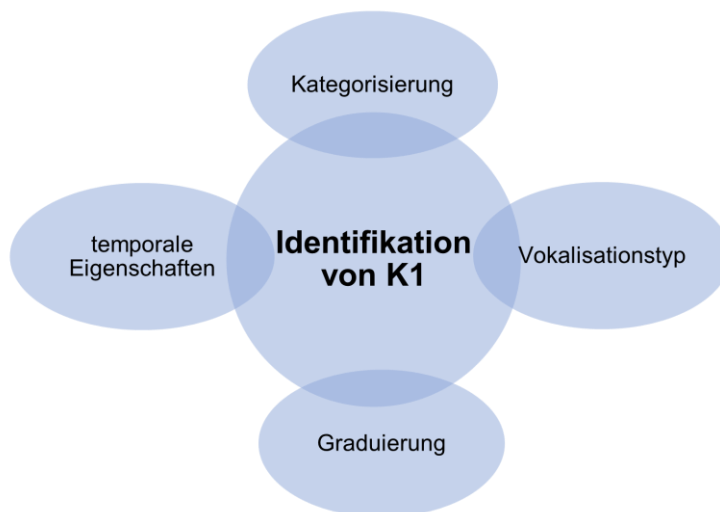 Kategorisierung
temporale
Eigenschaften
Identifikation
von K1
Vokalisationstyp
Graduierung